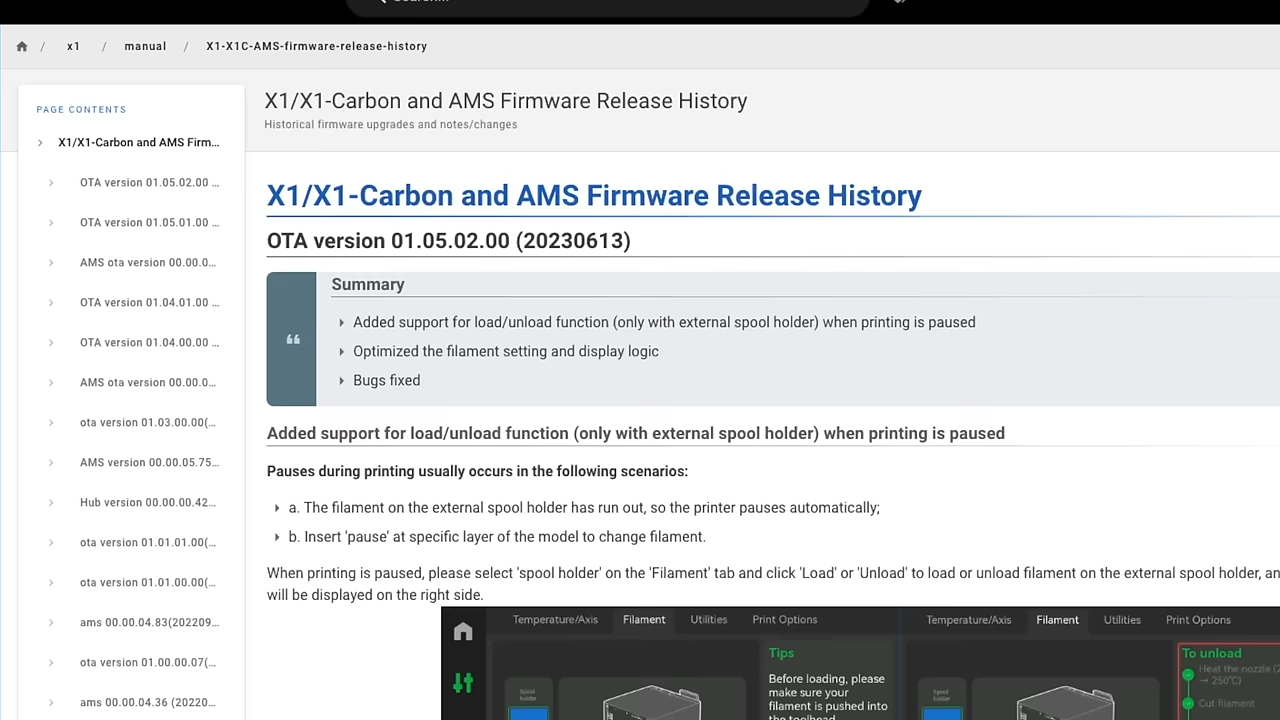 x1 / manual / X1-X1C-AMS-firmware-release-history
X1/X1-Carbon and AMS Firmware Release History
Historical firmware upgrades and notes/changes
PAGE CONTENTS
X1/X1-Carbon and AMS Firm...
OTA version 01.05.02.00 ...
OTA version 01.05.01.00 ...
AMS ota version 00.00.0...
OTA version 01.04.01.00 ...
OTA version 01.04.00.00 ...
AMS ota version 00.00.0...
ota version 01.03.00.00(...
AMS version 00.00.05.75...
Hub version 00.00.00.42...
ota version 01.01.01.00(...
ota version 01.01.00.00(...
ams 00.00.04.83(202209...
ota version 01.00.00.07(...
ams 00.00.04.36 (20220...
X1/X1-Carbon and AMS Firmware Release History
OTA version 01.05.02.00 (20230613)
Summary
Added support for load/unload function (only with external spool holder) when printing is paused
Optimized the filament setting and display logic
Bugs fixed
Added support for load/unload function (only with external spool holder) when printing is paused
Pauses during printing usually occurs in the following scenarios:
a. The filament on the external spool holder has run out, so the printer pauses automatically;
b. Insert 'pause' at specific layer of the model to change filament.
When printing is paused, please select 'spool holder' on the 'Filament' tab and click 'Load' or 'Unload' to load or unload filament on the external spool holder, an
will be displayed on the right side.
Temperature/Axis Filament Utilities Print Options
Tips
Before loading, please
make sure your
filament is pushed into
the toolhead
Spool
holder
Temperature/Axis Filament Utilities Print Options
To unload
Heat the nozzle (2
→ 250℃)
Cut filament
Spool
holder